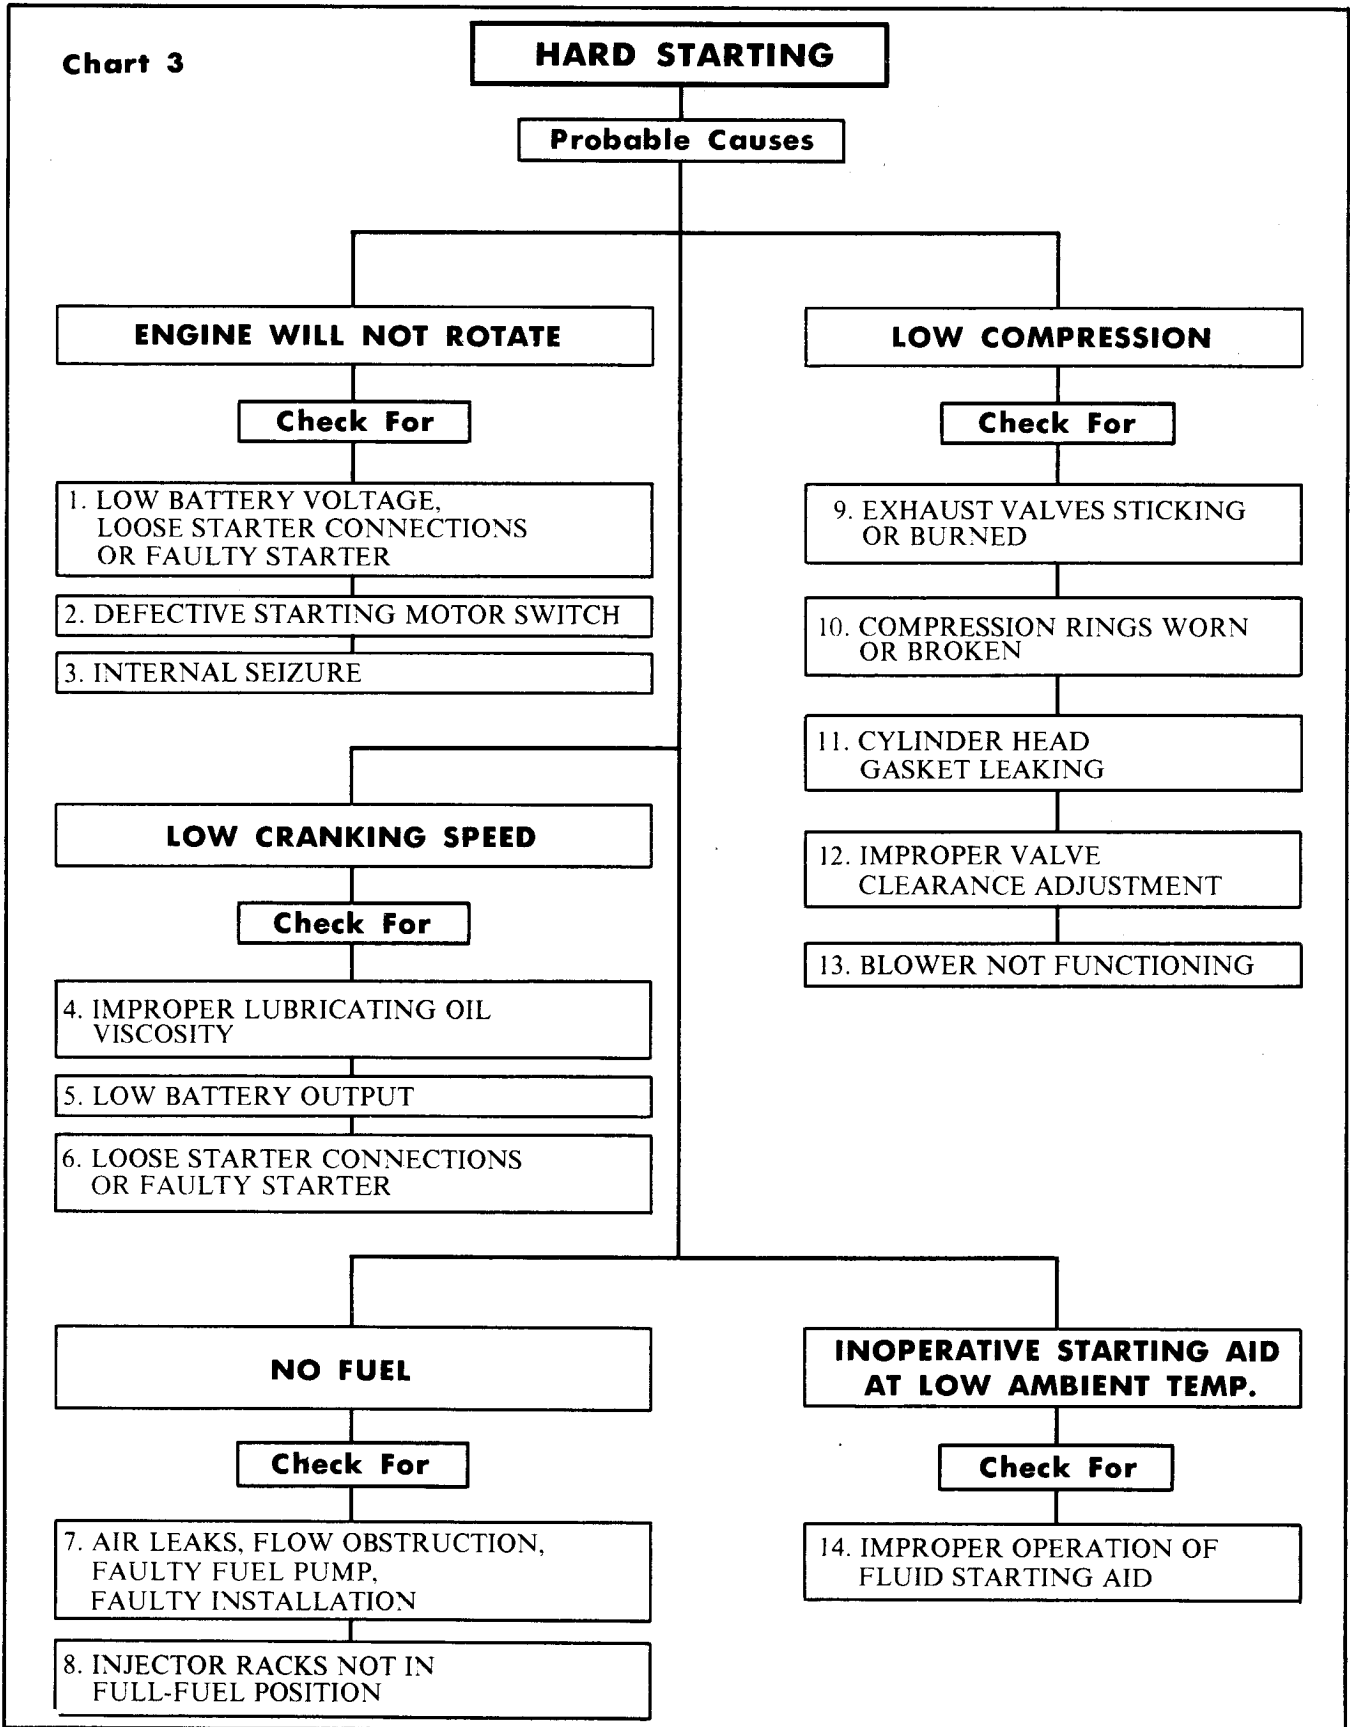 Chart 3
HARD STARTING
Probable Causes
ENGINE WILL NOT ROTATE
Check For
1. LOW BATTERY VOLTAGE,
LOOSE STARTER CONNECTIONS
OR FAULTY STARTER
2. DEFECTIVE STARTING MOTOR SWITCH
3. INTERNAL SEIZURE
LOW CRANKING SPEED
Check For
4. IMPROPER LUBRICATING OIL
VISCOSITY
5. LOW BATTERY OUTPUT
6. LOOSE STARTER CONNECTIONS
OR FAULTY STARTER
NO FUEL
Check For
7. AIR LEAKS, FLOW OBSTRUCTION,
FAULTY FUEL PUMP,
FAULTY INSTALLATION
8. INJECTOR RACKS NOT IN
FULL-FUEL POSITION
LOW COMPRESSION
Check For
9. EXHAUST VALVES STICKING
OR BURNED
10. COMPRESSION RINGS WORN
OR BROKEN
11. CYLINDER HEAD
GASKET LEAKING
12. IMPROPER VALVE
CLEARANCE ADJUSTMENT
13. BLOWER NOT FUNCTIONING
INOPERATIVE STARTING AID
AT LOW AMBIENT TEMP.
Check For
14. IMPROPER OPERATION OF
FLUID STARTING AID